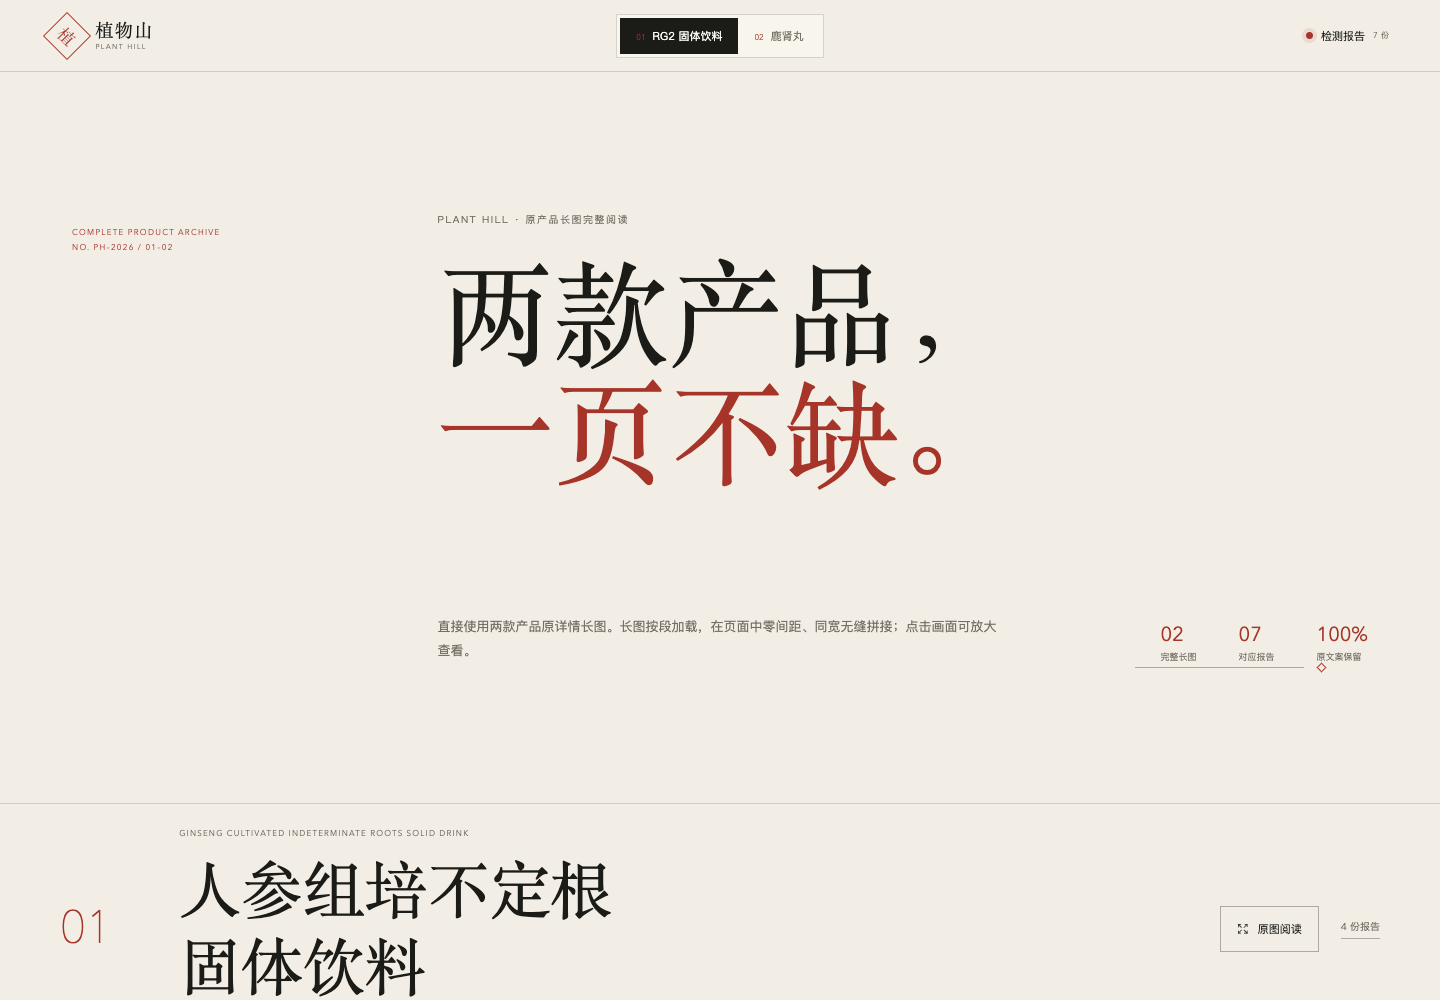 植
植物山
PLANT HILL
01 RG2 固体饮料
02 鹿肾丸
检测报告 7 份
COMPLETE PRODUCT ARCHIVE
NO. PH-2026 / 01-02
PLANT HILL · 原产品长图完整阅读
两款产品，
一页不缺。
直接使用两款产品原详情长图。长图按段加载，在页面中零间距、同宽无缝拼接；点击画面可放大
查看。
02
完整长图
07
对应报告
100%
原文案保留
01
GINSENG CULTIVATED INDETERMINATE ROOTS SOLID DRINK
人参组培不定根
固体饮料
原图阅读
4 份报告